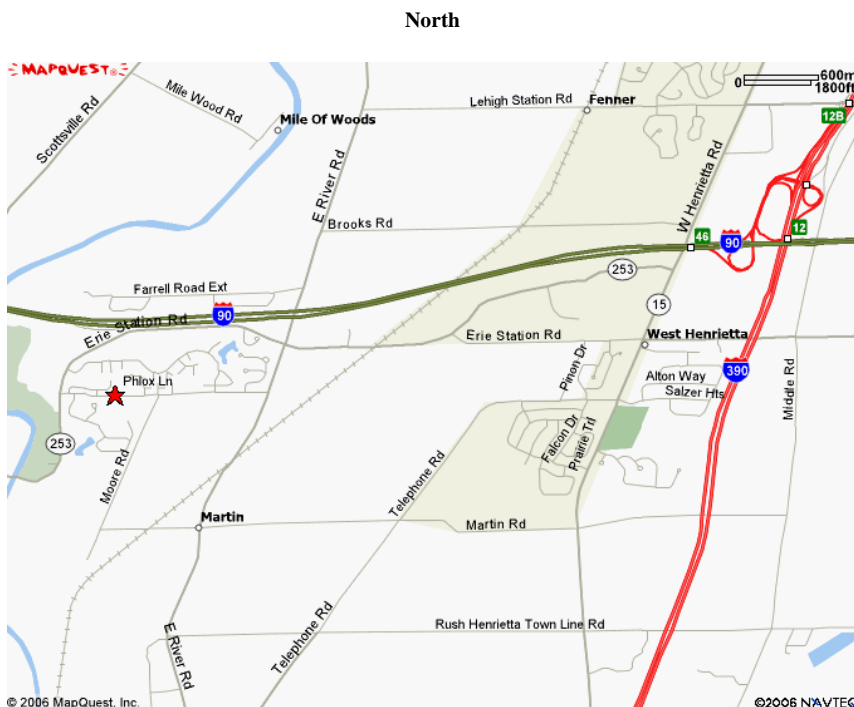 North
MAPQUEST®
600m
0
1800ft
12B
Scottsville Rd
Mile Wood Rd
Mile Of Woods
Lehigh Station Rd
Fenner
E River Rd
W Henrietta Rd
Brooks Rd
46
90
12
253
Farrell Road Ext
15
90
Erie Station Rd
Erie Station Rd
West Henrietta
Phlox Ln
Pinon Dr
Alton Way
390
Salzer Hts
Middle Rd
Falcon Dr
Prairie Trl
253
Moore Rd
Telephone Rd
Martin
Martin Rd
Rush Henrietta Town Line Rd
E River Rd
Telephone Rd
© 2006 MapQuest, Inc.
©2006 NAVTEQ